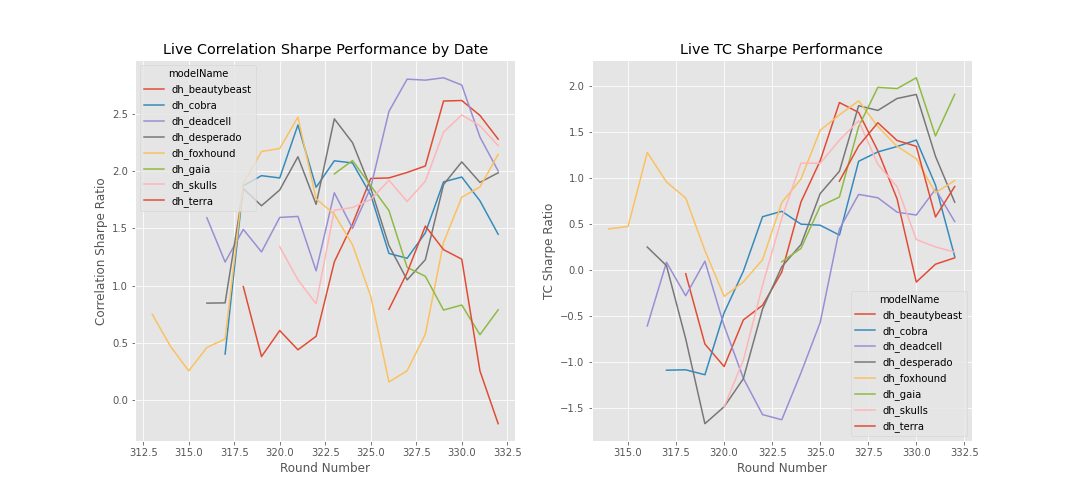 Live Correlation Sharpe Performance by Date
modelName
dh_beautybeast
dh_cobra
dh_deadcell
dh_desperado
dh_foxhound
dh_gaia
dh_skulls
dh_terra
Correlation Sharpe Ratio
2.5
2.0
1.5
1.0
0.5
0.0
312.5 315.0 317.5 320.0 322.5 325.0 327.5 330.0 332.5
Round Number
Live TC Sharpe Performance
TC Sharpe Ratio
2.0
1.5
1.0
0.5
0.0
−0.5
−1.0
−1.5
modelName
dh_beautybeast
dh_cobra
dh_deadcell
dh_desperado
dh_foxhound
dh_gaia
dh_skulls
dh_terra
315.0 317.5 320.0 322.5 325.0 327.5 330.0 332.5
Round Number